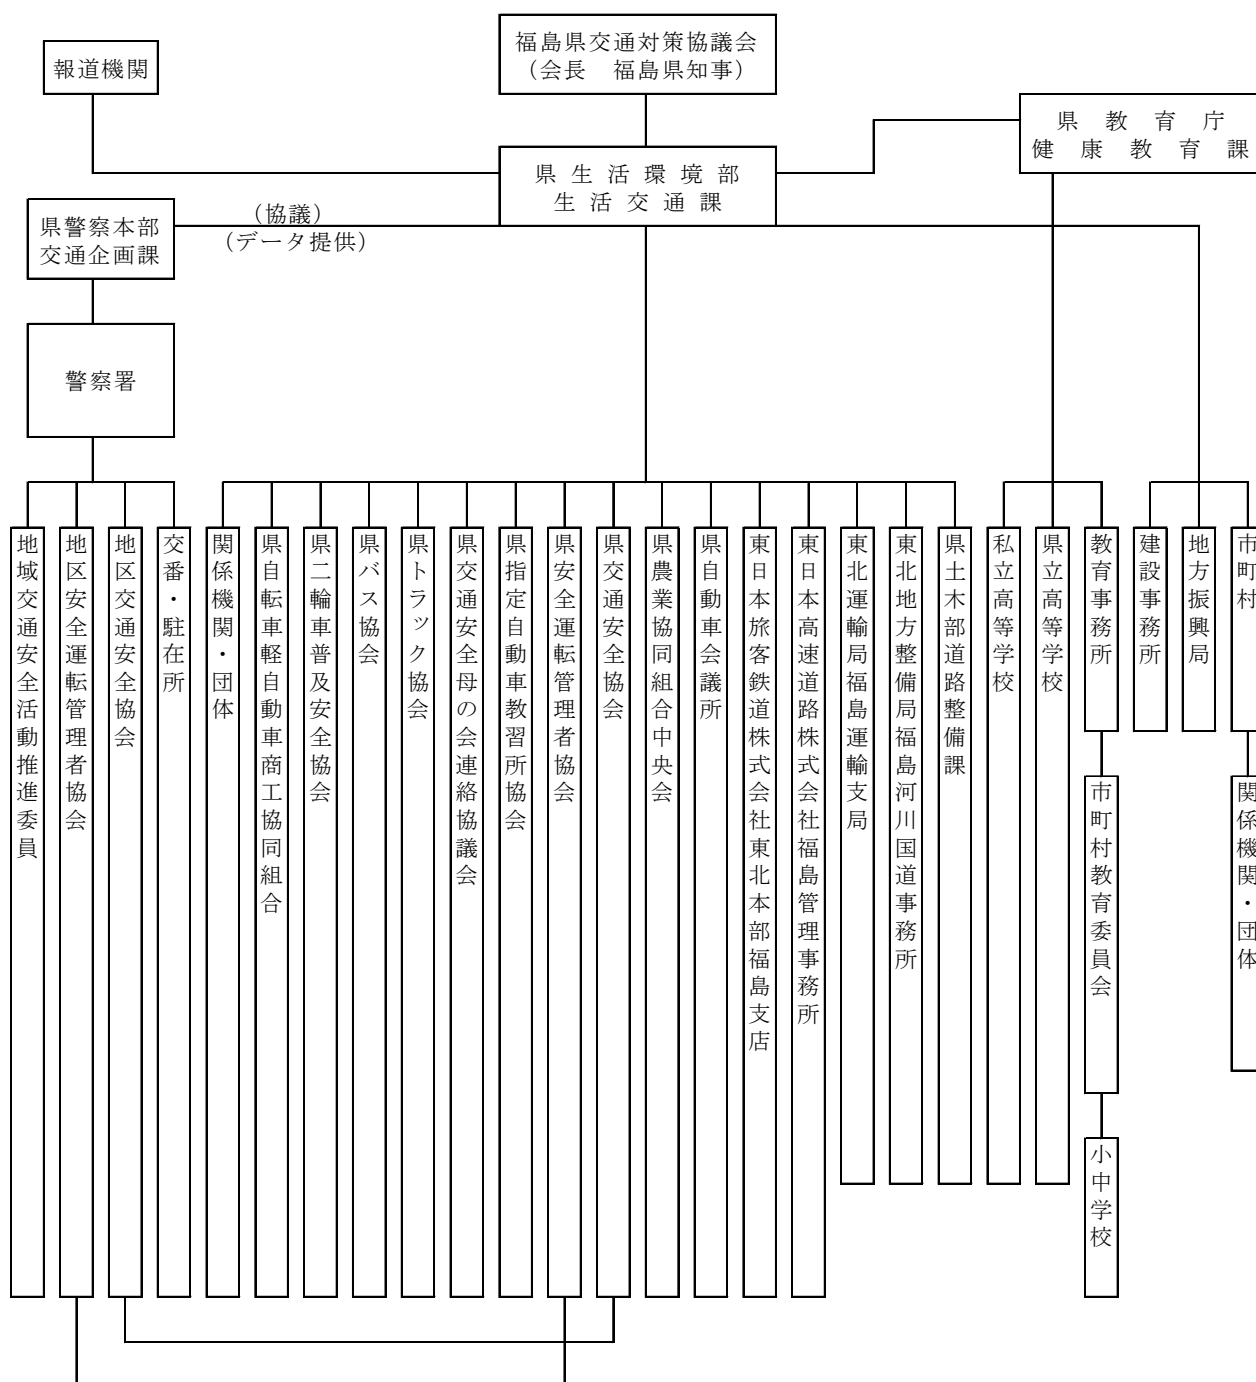 福島県交通対策協議会
（会長　福島県知事）
報道機関
県教育庁
健康教育課
県生活環境部
生活交通課
県警察本部
交通企画課
（協議）
（データ提供）
警察署
地域交通安全活動推進委員
地区安全運転管理者協会
地区交通安全協会
交番・駐在所
関係機関・団体
県自転車軽自動車商工協同組合
県二輪車普及安全協会
県バス協会
県トラック協会
県交通安全母の会連絡協議会
県指定自動車教習所協会
県安全運転管理者協会
県交通安全協会
県農業協同組合中央会
県自動車会議所
東日本旅客鉄道株式会社東北本部福島支店
東日本高速道路株式会社福島管理事務所
東北運輸局福島運輸支局
東北地方整備局福島河川国道事務所
県土木部道路整備課
私立高等学校
県立高等学校
教育事務所
建設事務所
地方振興局
市町村
市町村教育委員会
関係機関・団体
小中学校